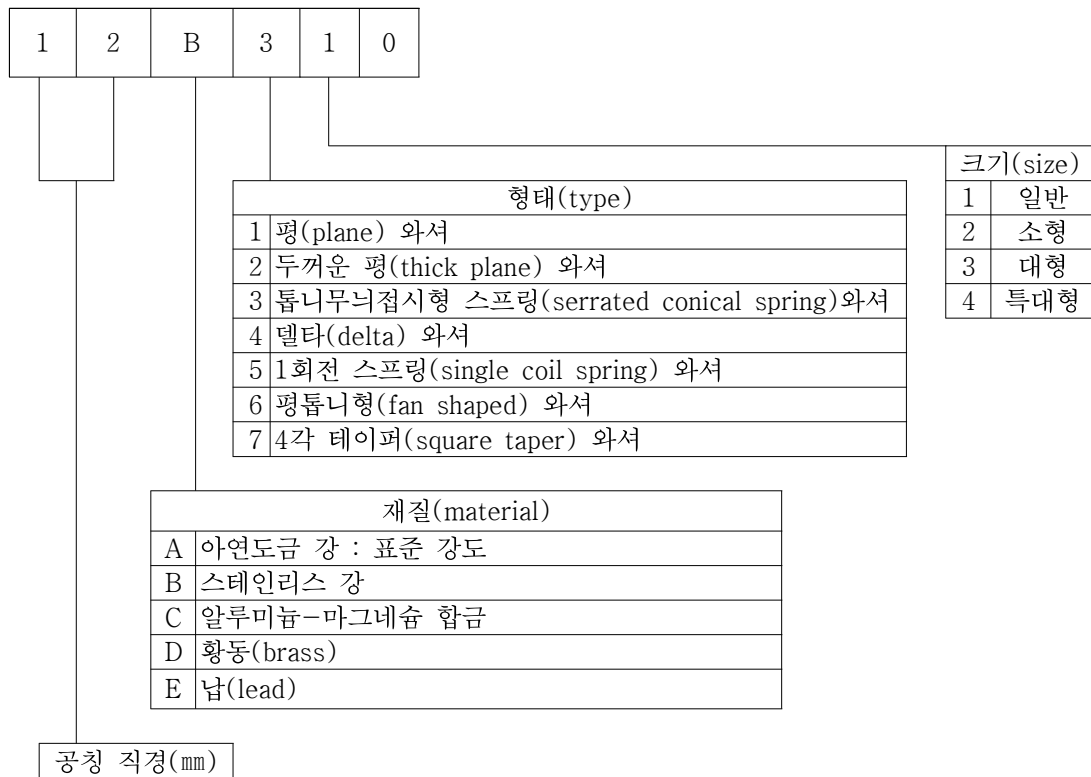 1 2 B 3 1 0
크기(size)
1 일반
2 소형
3 대형
4 특대형
형태(type)
1 평(plane) 와셔
2 두꺼운 평(thick plane) 와셔
3 톱니무늬접시형 스프링(serrated conical spring)와셔
4 델타(delta) 와셔
5 1회전 스프링(single coil spring) 와셔
6 평톱니형(fan shaped) 와셔
7 4각 테이퍼(square taper) 와셔
재질(material)
A 아연도금 강 : 표준 강도
B 스테인리스 강
C 알루미늄-마그네슘 합금
D 황동(brass)
E 납(lead)
공칭 직경(㎜)